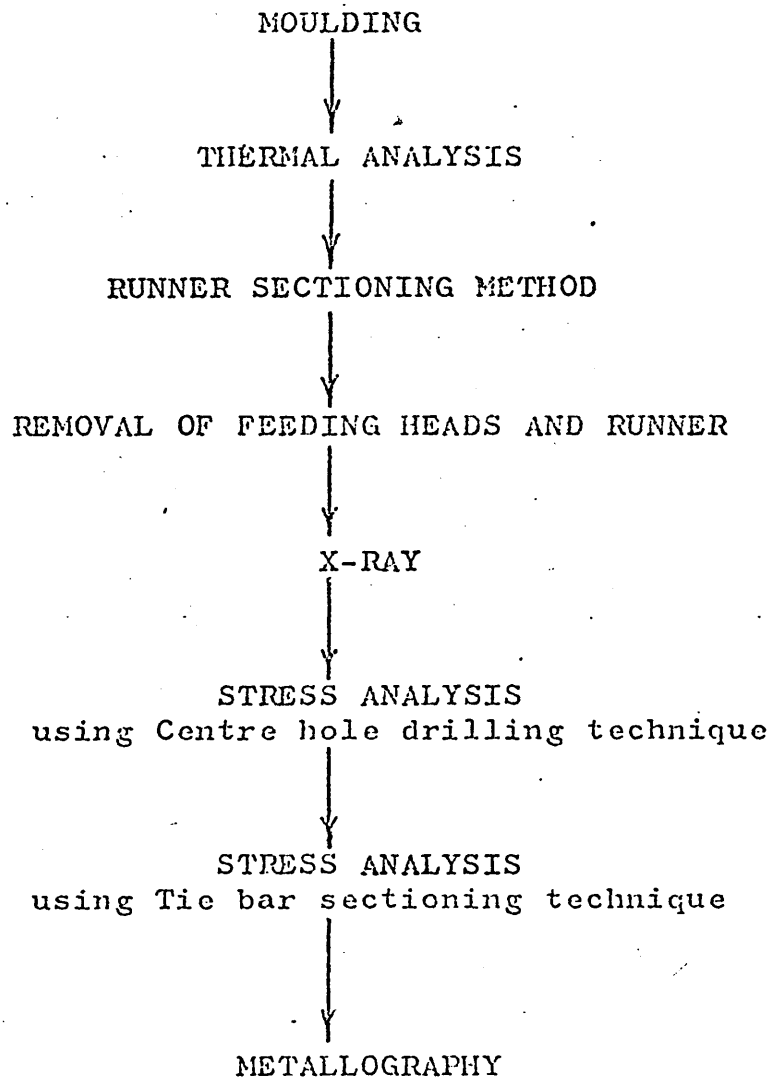 MOULDING
THERMAL ANALYSIS
RUNNER SECTIONING METHOD
REMOVAL OF FEEDING HEADS AND RUNNER
X-RAY
STRESS ANALYSIS
using Centre hole drilling technique
STRESS ANALYSIS
using Tie bar sectioning technique
METALLOGRAPHY